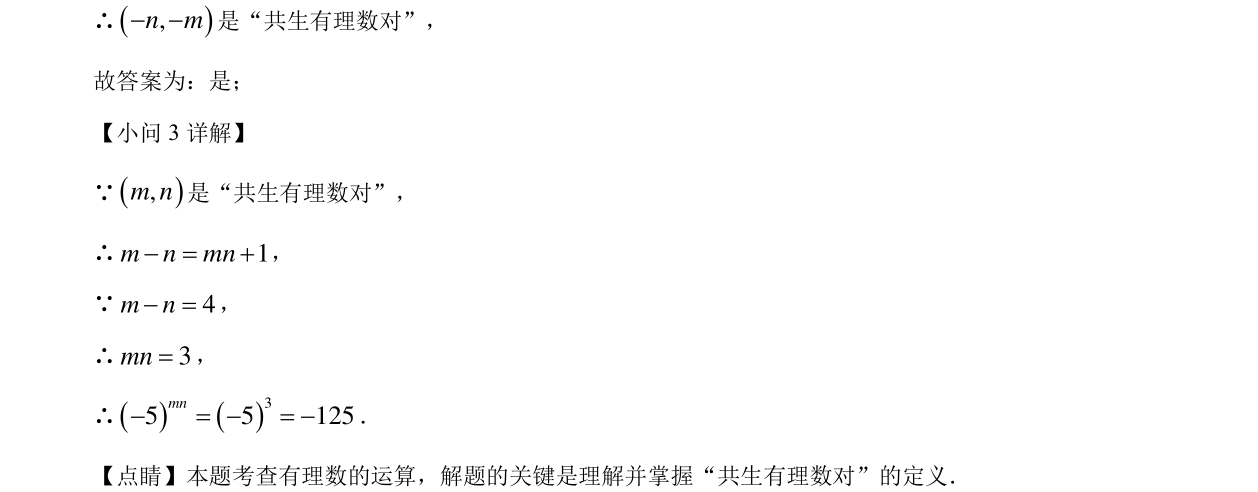 ∴(−n,−m)是“共生有理数对”，
故答案为：是；
【小问 3 详解】
∵(m,n)是“共生有理数对”，
∴m−n=mn+1，
∵m−n=4，
∴mn=3，
∴(−5)^{mn}=(−5)^{3}=−125．
【点睛】本题考查有理数的运算，解题的关键是理解并掌握“共生有理数对”的定义．